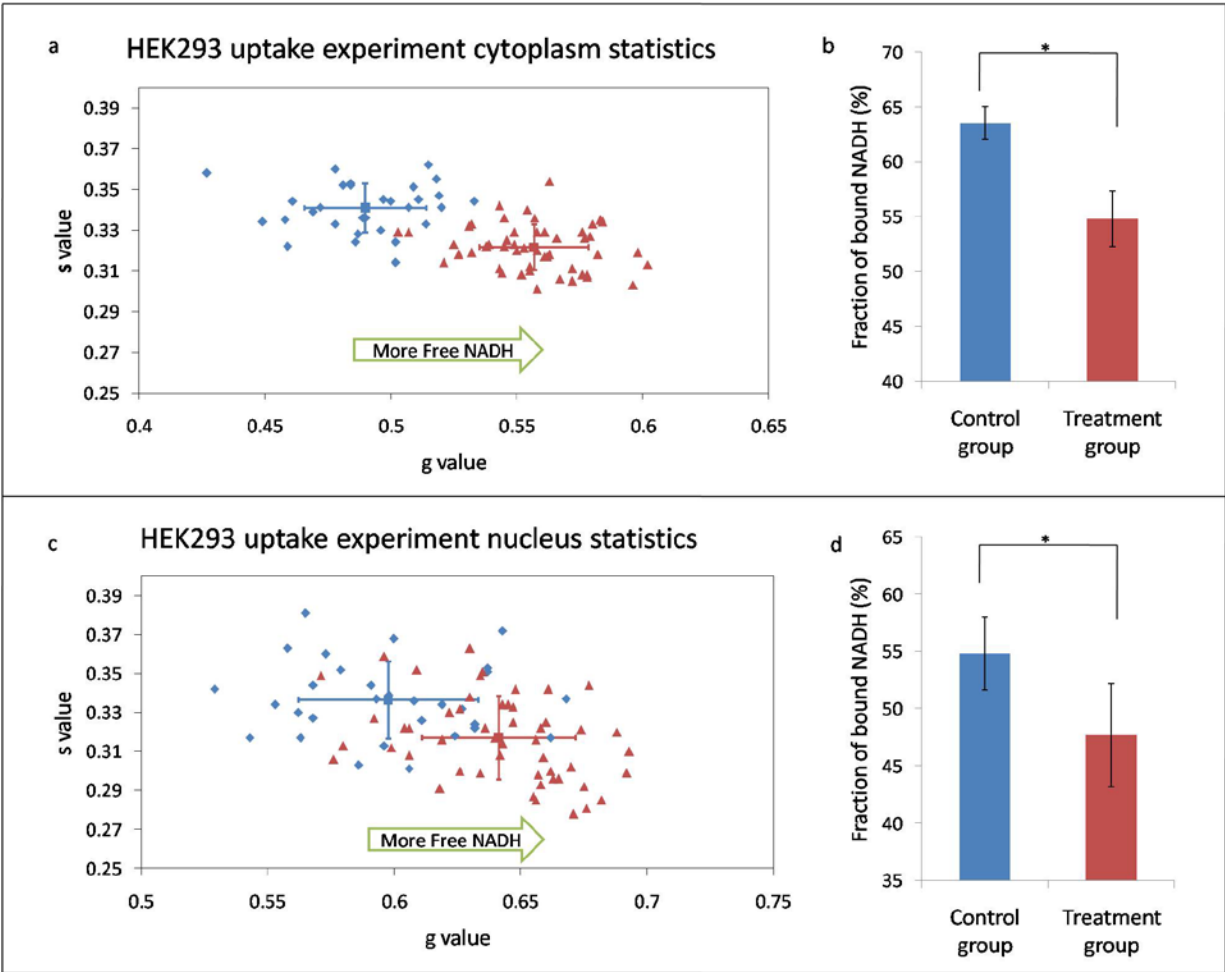 a
HEK293 uptake experiment cytoplasm statistics
s value
0.39
0.37
0.35
0.33
0.31
0.29
0.27
0.25
More Free NADH
0.4 0.45 0.5 0.55 0.6 0.65
g value
b
Fraction of bound NADH (%)
70
65
60
55
50
45
40
*
Control Treatment
group group
c
HEK293 uptake experiment nucleus statistics
s value
0.39
0.37
0.35
0.33
0.31
0.29
0.27
0.25
More Free NADH
0.5 0.55 0.6 0.65 0.7 0.75
g value
d
Fraction of bound NADH (%)
65
60
55
50
45
40
35
*
Control Treatment
group group